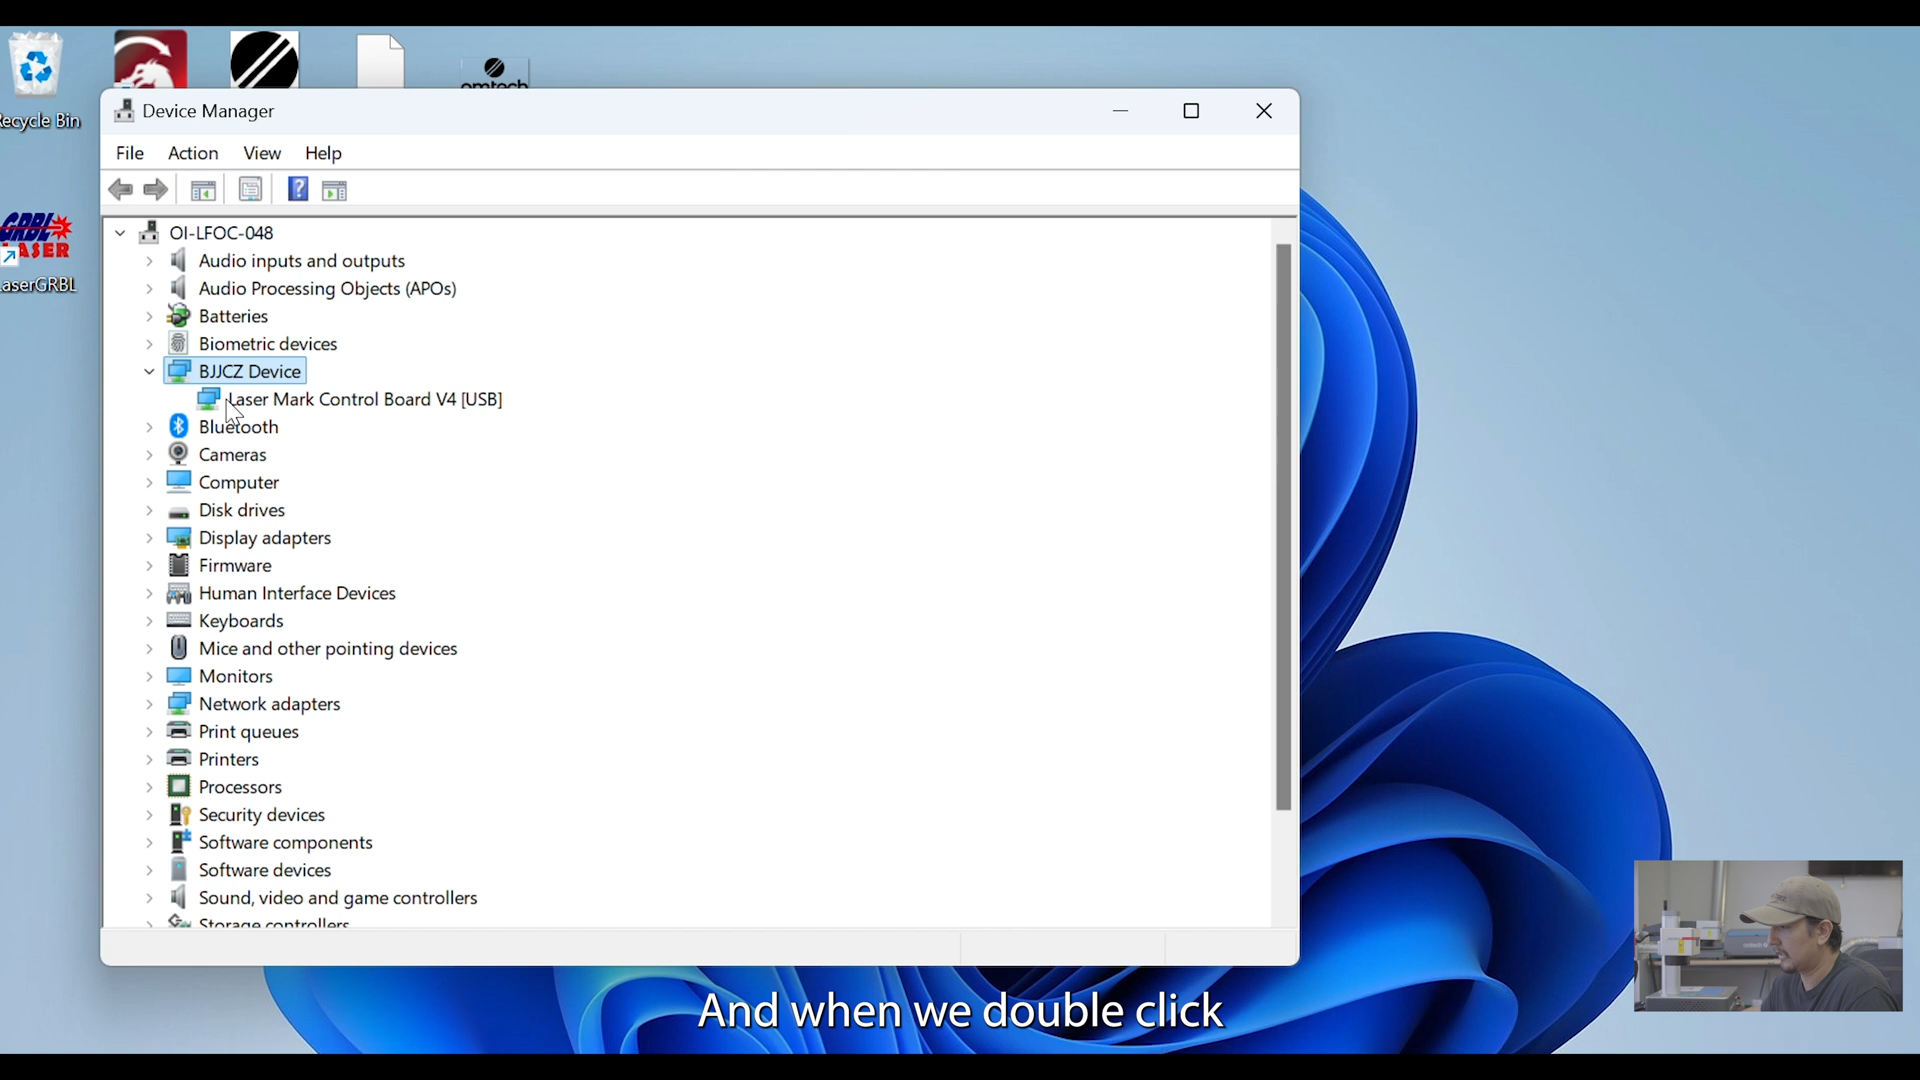 Recycle Bin
omtech
Device Manager
File Action View Help
GRBL
LASER
LaserGRBL
OI-LFOC-048
Audio inputs and outputs
Audio Processing Objects (APOs)
Batteries
Biometric devices
BJJCZ Device
Laser Mark Control Board V4 [USB]
Bluetooth
Cameras
Computer
Disk drives
Display adapters
Firmware
Human Interface Devices
Keyboards
Mice and other pointing devices
Monitors
Network adapters
Print queues
Printers
Processors
Security devices
Software components
Software devices
Sound, video and game controllers
Storage controllers
And when we double click